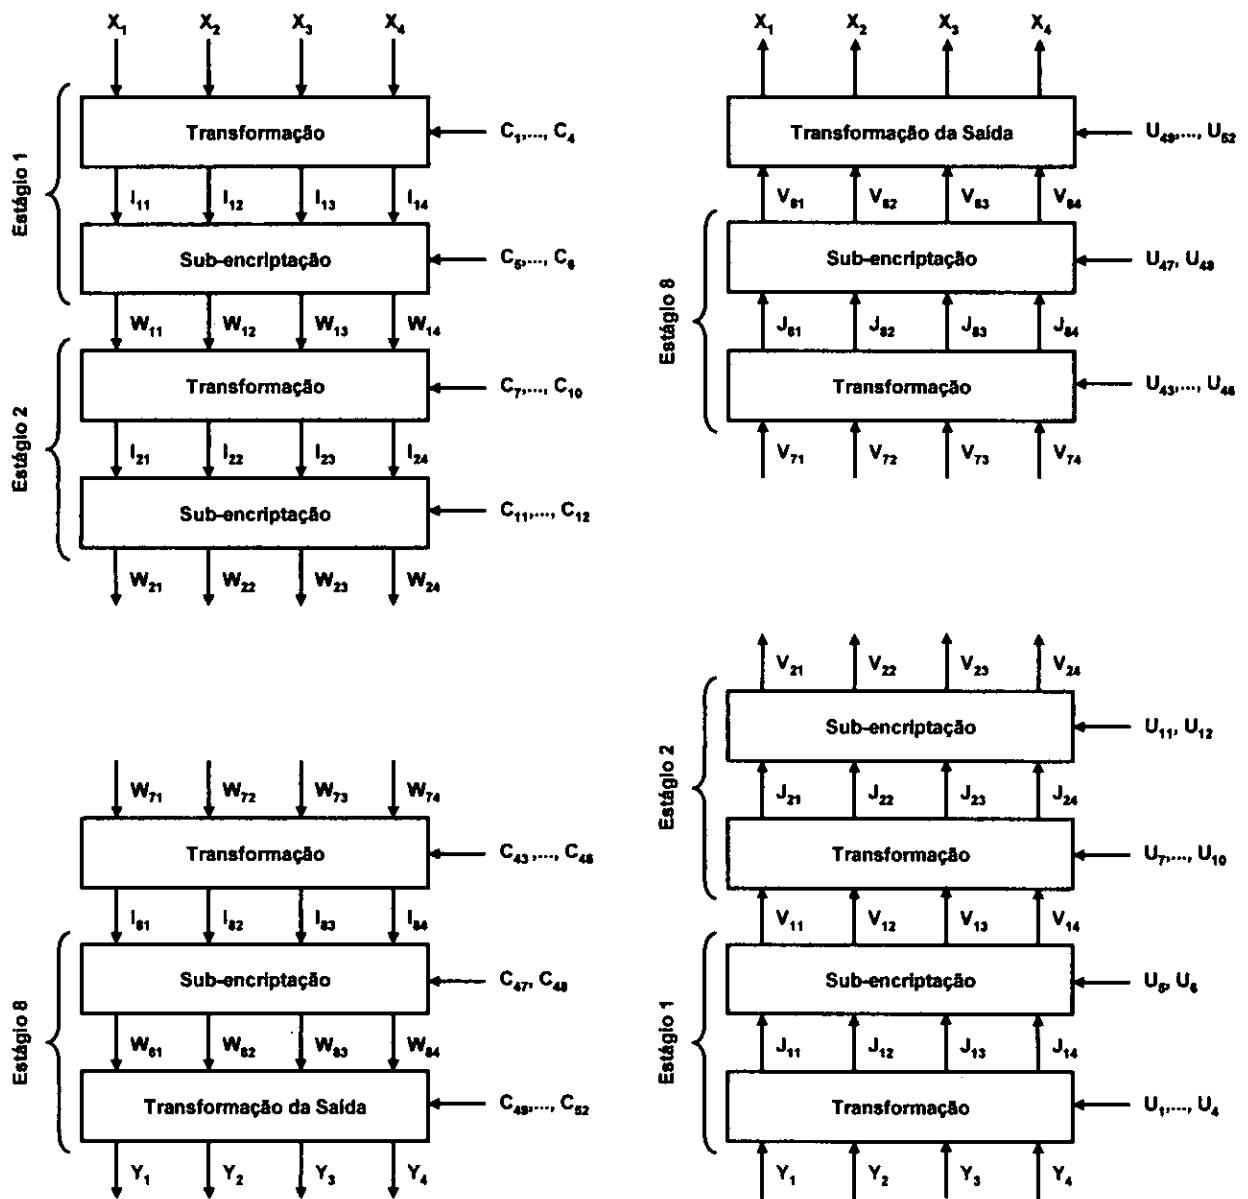 X₁ X₂ X₃ X₄
Estágio 1
Transformação
C₁,..., C₄
I₁₁ I₁₂ I₁₃ I₁₄
Sub-encriptação
C₅,..., C₆
W₁₁ W₁₂ W₁₃ W₁₄
Estágio 2
Transformação
C₇,..., C₁₀
I₂₁ I₂₂ I₂₃ I₂₄
Sub-encriptação
C₁₁,..., C₁₂
W₂₁ W₂₂ W₂₃ W₂₄
W₇₁ W₇₂ W₇₃ W₇₄
Transformação
C₄₃,..., C₄₆
I₈₁ I₈₂ I₈₃ I₈₄
Estágio 8
Sub-encriptação
C₄₇, C₄₈
W₈₁ W₈₂ W₈₃ W₈₄
Transformação da Saída
C₄₉,..., C₅₂
Y₁ Y₂ Y₃ Y₄
X₁ X₂ X₃ X₄
Transformação da Saída
U₄₉,..., U₅₂
V₈₁ V₈₂ V₈₃ V₈₄
Estágio 8
Sub-encriptação
U₄₇, U₄₈
J₈₁ J₈₂ J₈₃ J₈₄
Transformação
U₄₃,..., U₄₆
V₇₁ V₇₂ V₇₃ V₇₄
V₂₁ V₂₂ V₂₃ V₂₄
Estágio 2
Sub-encriptação
U₁₁, U₁₂
J₂₁ J₂₂ J₂₃ J₂₄
Transformação
U₇,..., U₁₀
V₁₁ V₁₂ V₁₃ V₁₄
Estágio 1
Sub-encriptação
U₅, U₆
J₁₁ J₁₂ J₁₃ J₁₄
Transformação
U₁,..., U₄
Y₁ Y₂ Y₃ Y₄